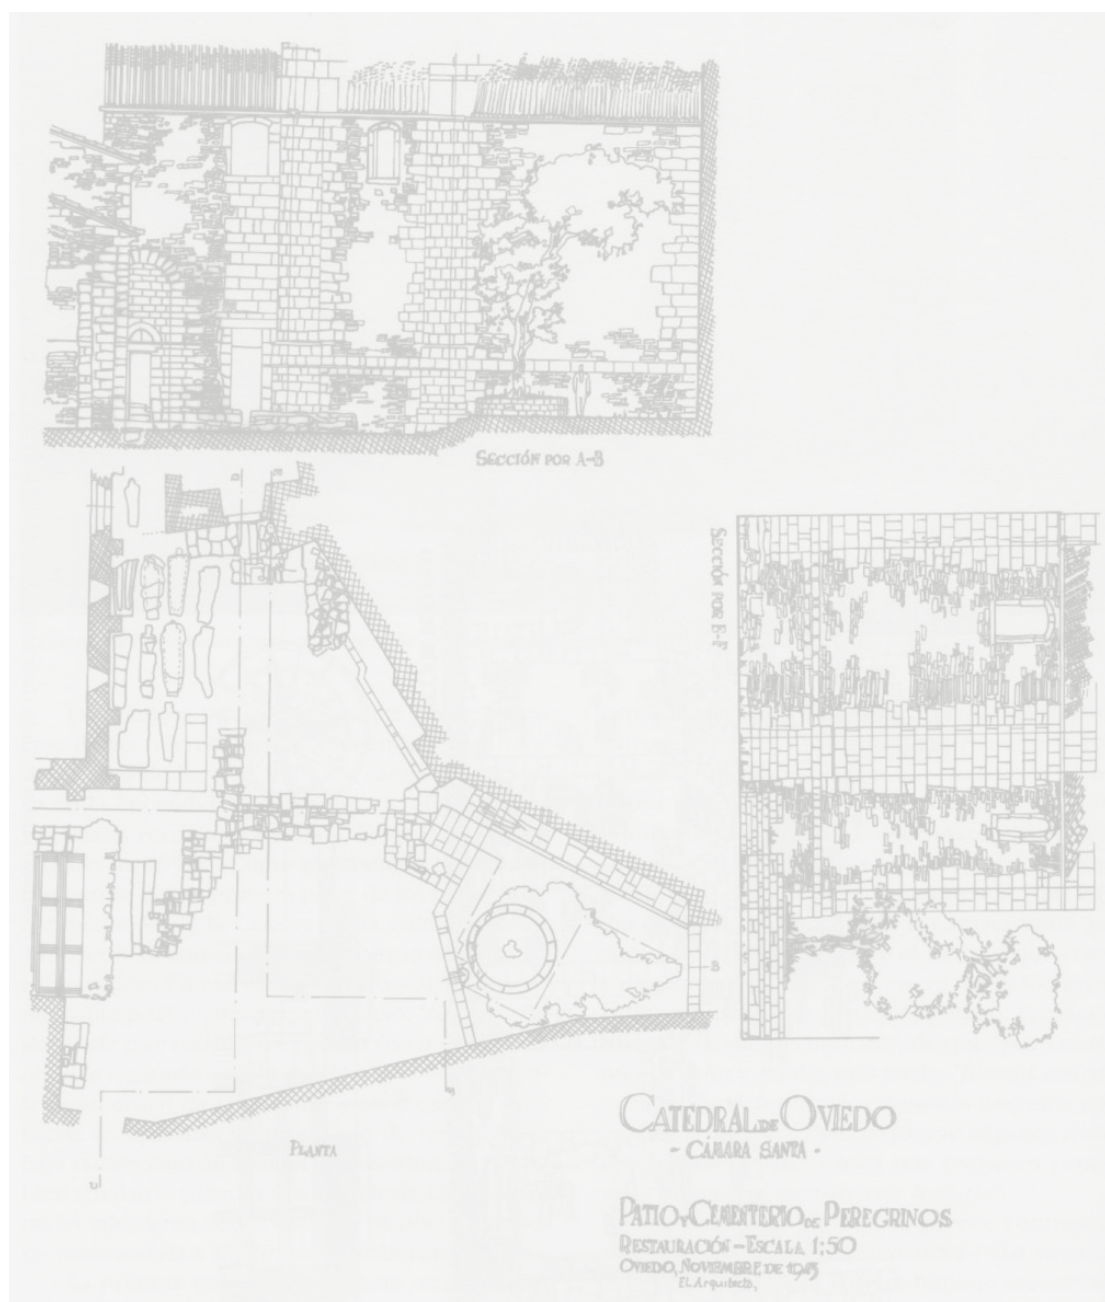 SECCIÓN POR A-B
SECCIÓN POR E-F
B
PLANTA
CATEDRAL DE OVIEDO
- CÁMARA SANTA -
PATIO Y CEMENTERIO DE PEREGRINOS
RESTAURACIÓN - ESCALA 1:50
OVIEDO, NOVIEMBRE DE
EL Arquitecto,